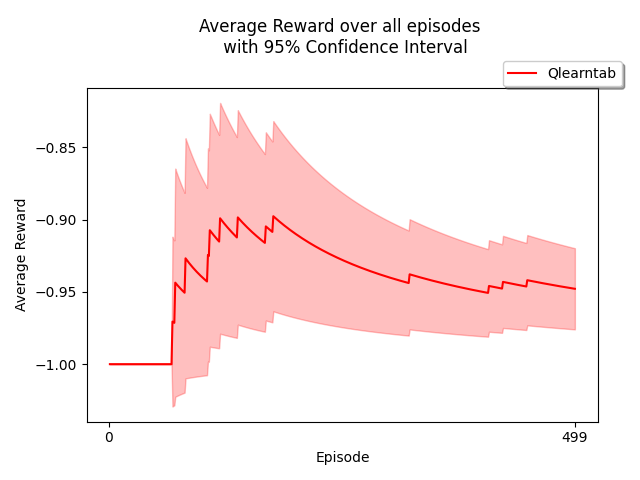 Average Reward over all episodes
with 95% Confidence Interval
Qlearntab
−0.85
−0.90
−0.95
−1.00
Average Reward
0
499
Episode